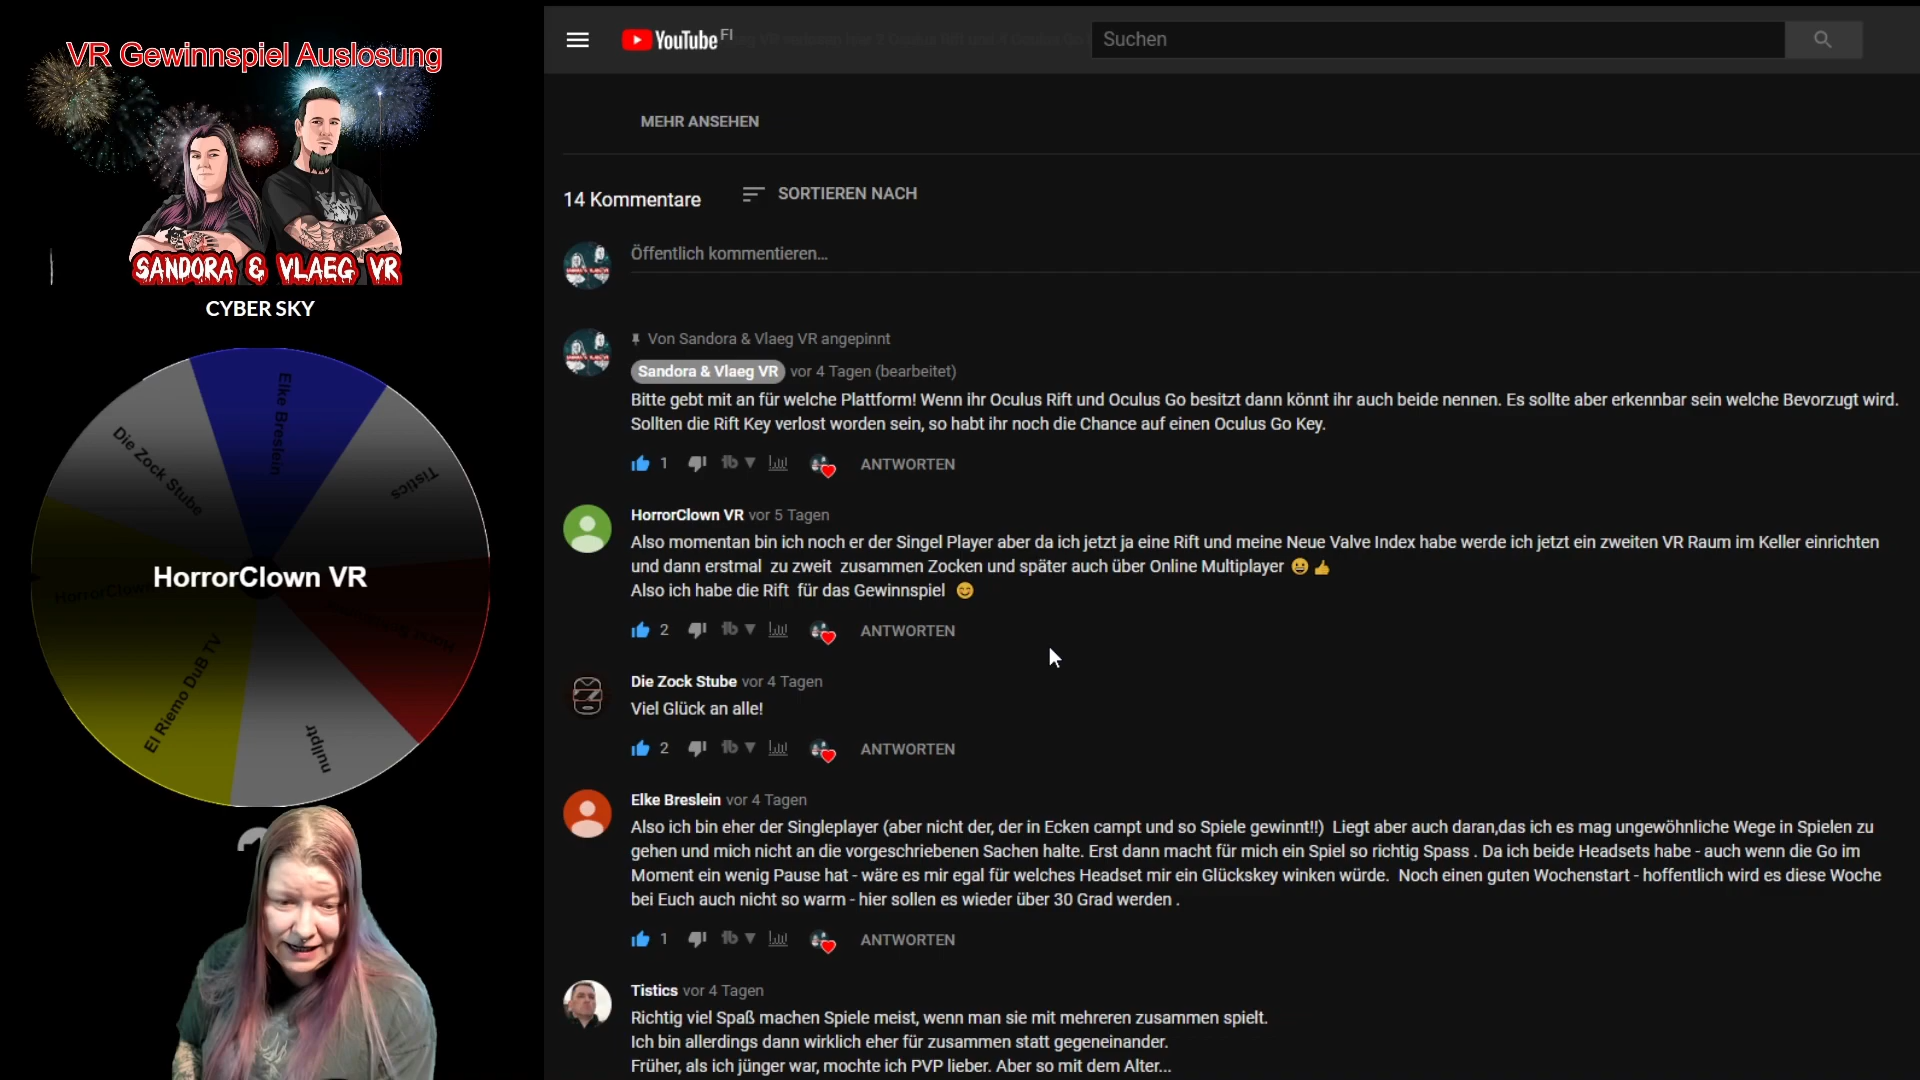 VR Gewinnspiel Auslosung
SANDORA & VLAEG VR
CYBER SKY
Elke Breslein
Tistics
Die Zock Stube
HorrorClown VR
El Riemo DuB TV
nullptr
YouTube FI
Suchen
MEHR ANSEHEN
14 Kommentare
SORTIEREN NACH
Öffentlich kommentieren...
Von Sandora & Vlaeg VR angepinnt
Sandora & Vlaeg VR vor 4 Tagen (bearbeitet)
Bitte gebt mit an für welche Plattform! Wenn ihr Oculus Rift und Oculus Go besitzt dann könnt ihr auch beide nennen. Es sollte aber erkennbar sein welche Bevorzugt wird.
Sollten die Rift Key verlost worden sein, so habt ihr noch die Chance auf einen Oculus Go Key.
1 ANTWORTEN
HorrorClown VR vor 5 Tagen
Also momentan bin ich noch er der Singel Player aber da ich jetzt ja eine Rift und meine Neue Valve Index habe werde ich jetzt ein zweiten VR Raum im Keller einrichten
und dann erstmal zu zweit zusammen Zocken und später auch über Online Multiplayer 😀👍
Also ich habe die Rift für das Gewinnspiel 😊
2 ANTWORTEN
Die Zock Stube vor 4 Tagen
Viel Glück an alle!
2 ANTWORTEN
Elke Breslein vor 4 Tagen
Also ich bin eher der Singleplayer (aber nicht der, der in Ecken campt und so Spiele gewinnt!!) Liegt aber auch daran,das ich es mag ungewöhnliche Wege in Spielen zu
gehen und mich nicht an die vorgeschriebenen Sachen halte. Erst dann macht für mich ein Spiel so richtig Spass . Da ich beide Headsets habe - auch wenn die Go im
Moment ein wenig Pause hat - wäre es mir egal für welches Headset mir ein Glückskey winken würde. Noch einen guten Wochenstart - hoffentlich wird es diese Woche
bei Euch auch nicht so warm - hier sollen es wieder über 30 Grad werden .
1 ANTWORTEN
Tistics vor 4 Tagen
Richtig viel Spaß machen Spiele meist, wenn man sie mit mehreren zusammen spielt.
Ich bin allerdings dann wirklich eher für zusammen statt gegeneinander.
Früher, als ich jünger war, mochte ich PVP lieber. Aber so mit dem Alter...